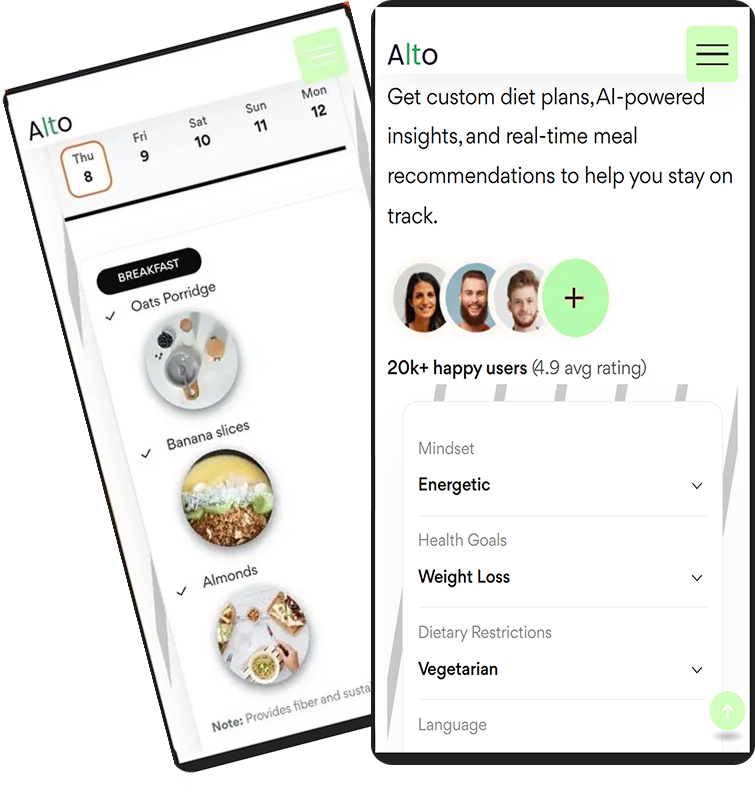 Alto
Thu Fri Sat Sun Mon
8 9 10 11 12
BREAKFAST
Oats Porridge
Banana slices
Almonds
Note: Provides fiber and susta
Alto
Get custom diet plans,AI-powered
insights,and real-time meal
recommendations to help you stay on
track.
+
20k+ happy users (4.9 avg rating)
Mindset
Energetic
Health Goals
Weight Loss
Dietary Restrictions
Vegetarian
Language